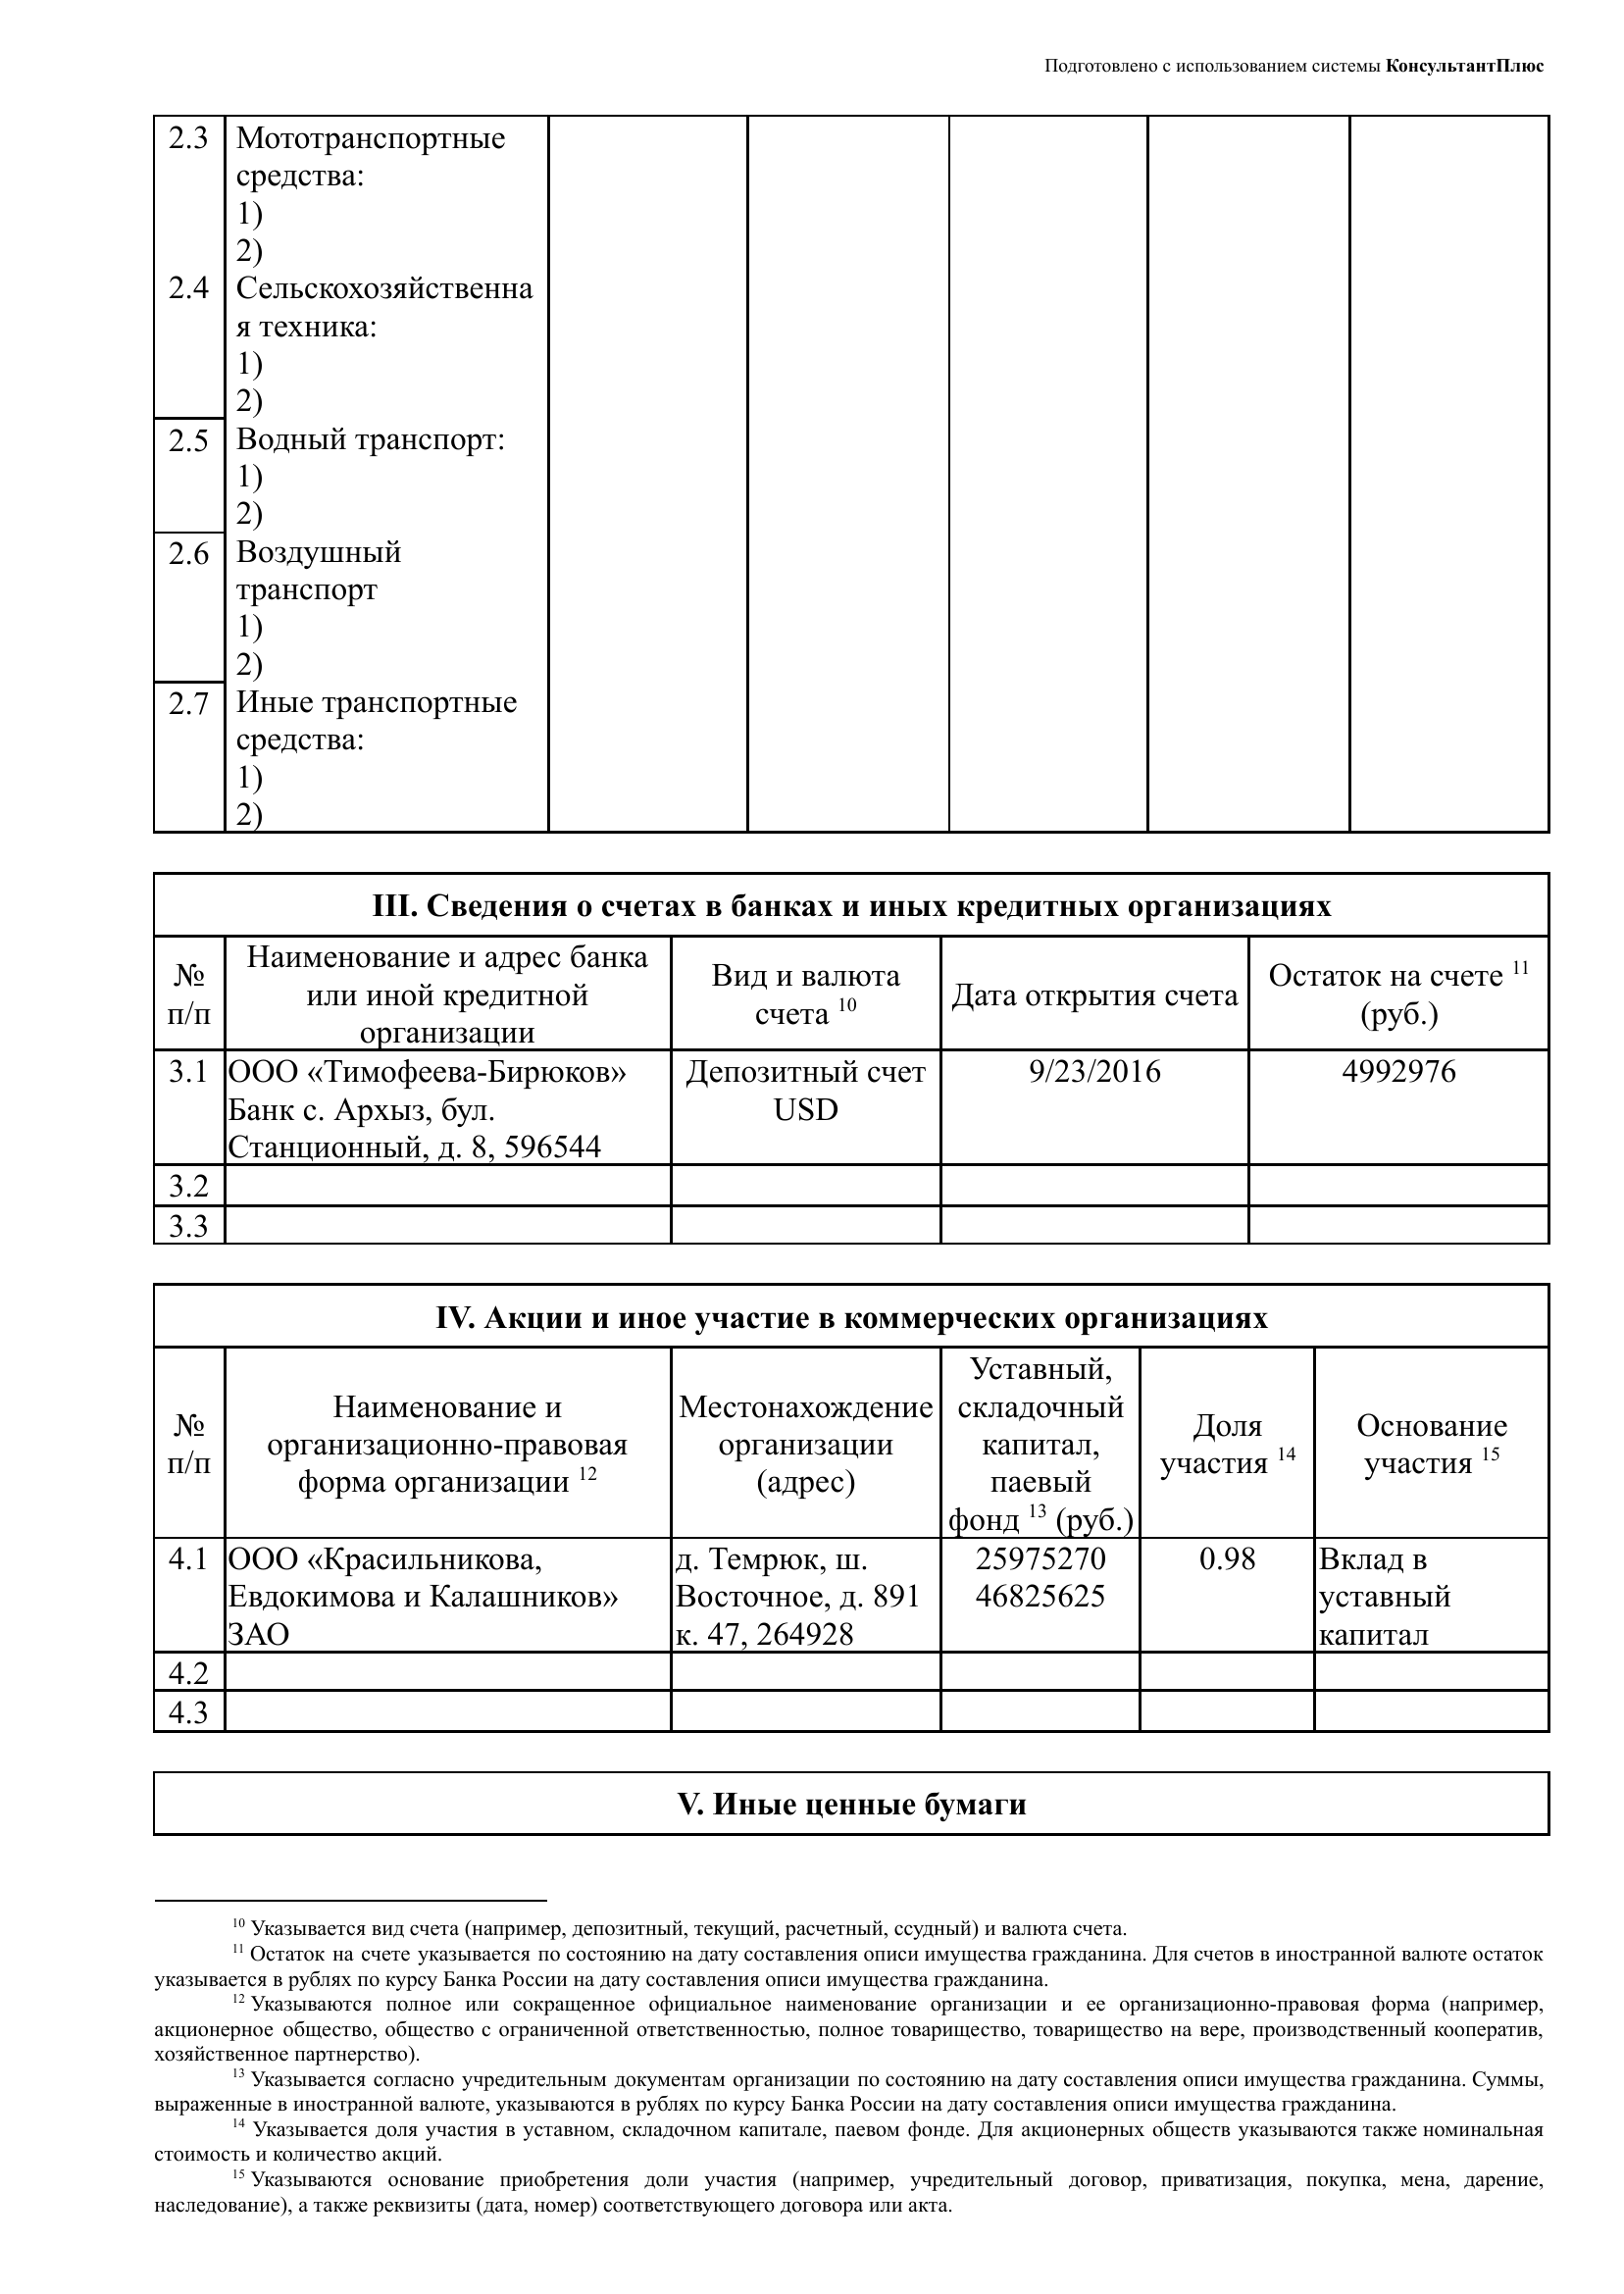 Подготовлено с использованием системы КонсультантПлюс
2.3 Мототранспортные
средства:
1)
2)
2.4 Сельскохозяйственна
я техника:
1)
2)
2.5 Водный транспорт:
1)
2)
2.6 Воздушный
транспорт
1)
2)
2.7 Иные транспортные
средства:
1)
2)
III. Сведения о счетах в банках и иных кредитных организациях
№
п/п
Наименование и адрес банка
или иной кредитной
организации
Вид и валюта
счета 10
Дата открытия счета
Остаток на счете 11
(руб.)
3.1
ООО «Тимофеева-Бирюков»
Банк с. Архыз, бул.
Станционный, д. 8, 596544
Депозитный счет
USD
9/23/2016
4992976
3.2
3.3
IV. Акции и иное участие в коммерческих организациях
№
п/п
Наименование и
организационно-правовая
форма организации 12
Местонахождение
организации
(адрес)
Уставный,
складочный
капитал,
паевый
фонд 13 (руб.)
Доля
участия 14
Основание
участия 15
4.1
ООО «Красильникова,
Евдокимова и Калашников»
ЗАО
д. Темрюк, ш.
Восточное, д. 891
к. 47, 264928
25975270
46825625
0.98
Вклад в
уставный
капитал
4.2
4.3
V. Иные ценные бумаги
10 Указывается вид счета (например, депозитный, текущий, расчетный, ссудный) и валюта счета.
11 Остаток на счете указывается по состоянию на дату составления описи имущества гражданина. Для счетов в иностранной валюте остаток
указывается в рублях по курсу Банка России на дату составления описи имущества гражданина.
12 Указываются полное или сокращенное официальное наименование организации и ее организационно-правовая форма (например,
акционерное общество, общество с ограниченной ответственностью, полное товарищество, товарищество на вере, производственный кооператив,
хозяйственное партнерство).
13 Указывается согласно учредительным документам организации по состоянию на дату составления описи имущества гражданина. Суммы,
выраженные в иностранной валюте, указываются в рублях по курсу Банка России на дату составления описи имущества гражданина.
14 Указывается доля участия в уставном, складочном капитале, паевом фонде. Для акционерных обществ указываются также номинальная
стоимость и количество акций.
15 Указываются основание приобретения доли участия (например, учредительный договор, приватизация, покупка, мена, дарение,
наследование), а также реквизиты (дата, номер) соответствующего договора или акта.